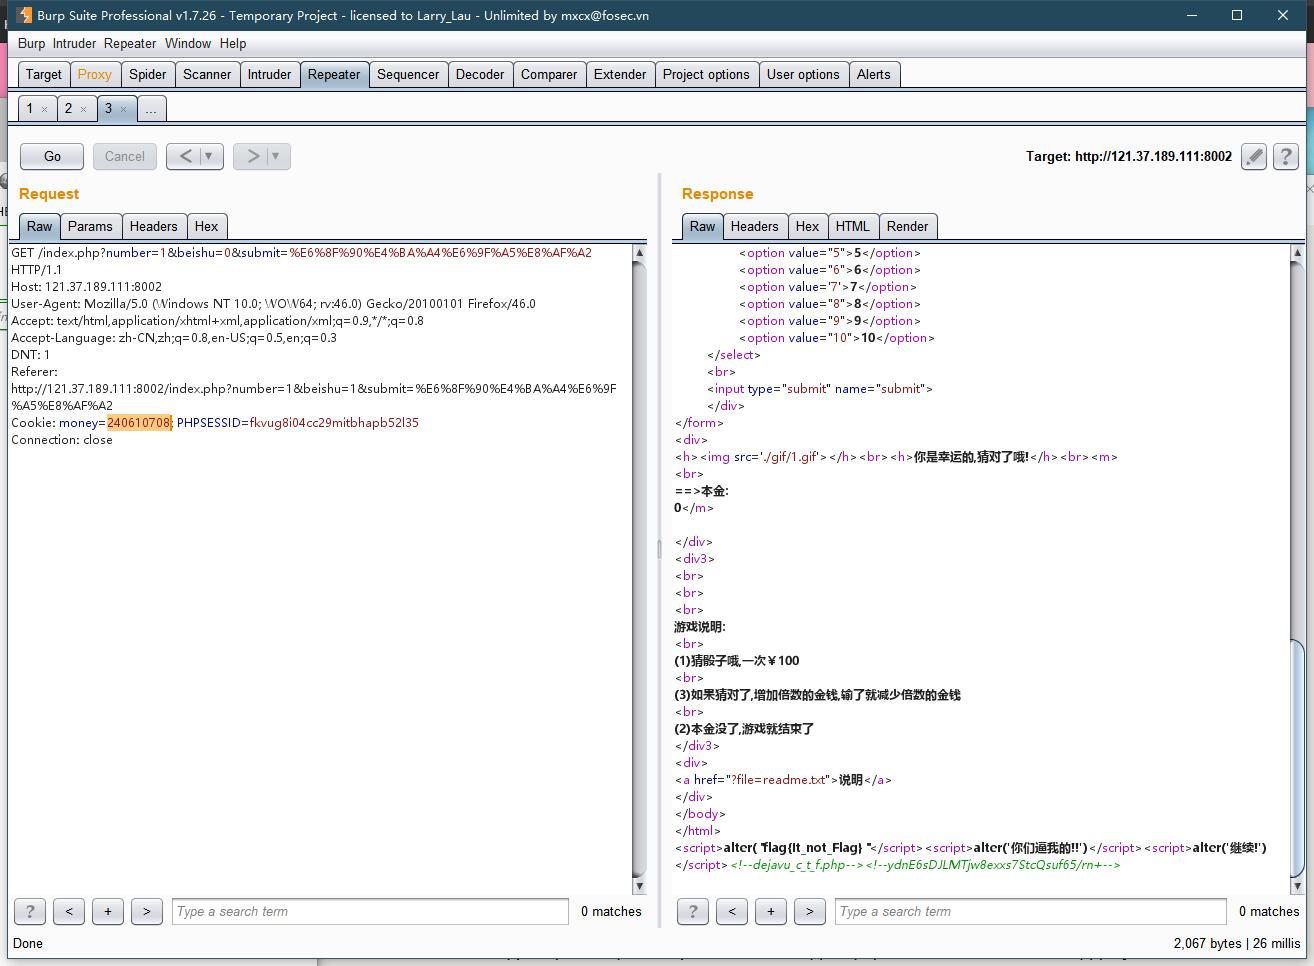 Burp Suite Professional v1.7.26 - Temporary Project - licensed to Larry_Lau - Unlimited by mxcx@fosec.vn
Burp Intruder Repeater Window Help
Target Proxy Spider Scanner Intruder Repeater Sequencer Decoder Comparer Extender Project options User options Alerts
1 × 2 × 3 × ...
Go Cancel < > Target: http://121.37.189.111:8002 ?
Request
Raw Params Headers Hex
GET /index.php?number=1&beishu=0&submit=%E6%8F%90%E4%BA%A4%E6%9F%A5%E8%AF%A2
HTTP/1.1
Host: 121.37.189.111:8002
User-Agent: Mozilla/5.0 (Windows NT 10.0; WOW64; rv:46.0) Gecko/20100101 Firefox/46.0
Accept: text/html,application/xhtml+xml,application/xml;q=0.9,*/*;q=0.8
Accept-Language: zh-CN,zh;q=0.8,en-US;q=0.5,en;q=0.3
DNT: 1
Referer:
http://121.37.189.111:8002/index.php?number=1&beishu=1&submit=%E6%8F%90%E4%BA%A4%E6%9F
%A5%E8%AF%A2
Cookie: money=240610708; PHPSESSID=fkvug8i04cc29mitbhapb52l35
Connection: close
? < + > Type a search term 0 matches
Response
Raw Headers Hex HTML Render
<option value="5">5</option>
<option value="6">6</option>
<option value='7'>7</option>
<option value="8">8</option>
<option value="9">9</option>
<option value="10">10</option>
</select>
<br>
<input type="submit" name="submit">
</div>
</form>
<div>
<h><img src='./gif/1.gif'></h><br><h>你是幸运的,猜对了哦!</h><br><m>
<br>
==>本金:
0</m>
</div>
<div3>
<br>
<br>
<br>
游戏说明:
<br>
(1)猜骰子哦,一次￥100
<br>
(3)如果猜对了,增加倍数的金钱,输了就减少倍数的金钱
<br>
(2)本金没了,游戏就结束了
</div3>
<div>
<a href="?file=readme.txt">说明</a>
</div>
</body>
</html>
<script>alter( "flag{It_not_Flag} "</script><script>alter('你们逼我的!!')</script><script>alter('继续!')
</script><!--dejavu_c_t_f.php--><!--ydnE6sDJLMTjw8exxs7StcQsuf65/rn+-->
? < + > Type a search term 0 matches
Done 2,067 bytes | 26 millis